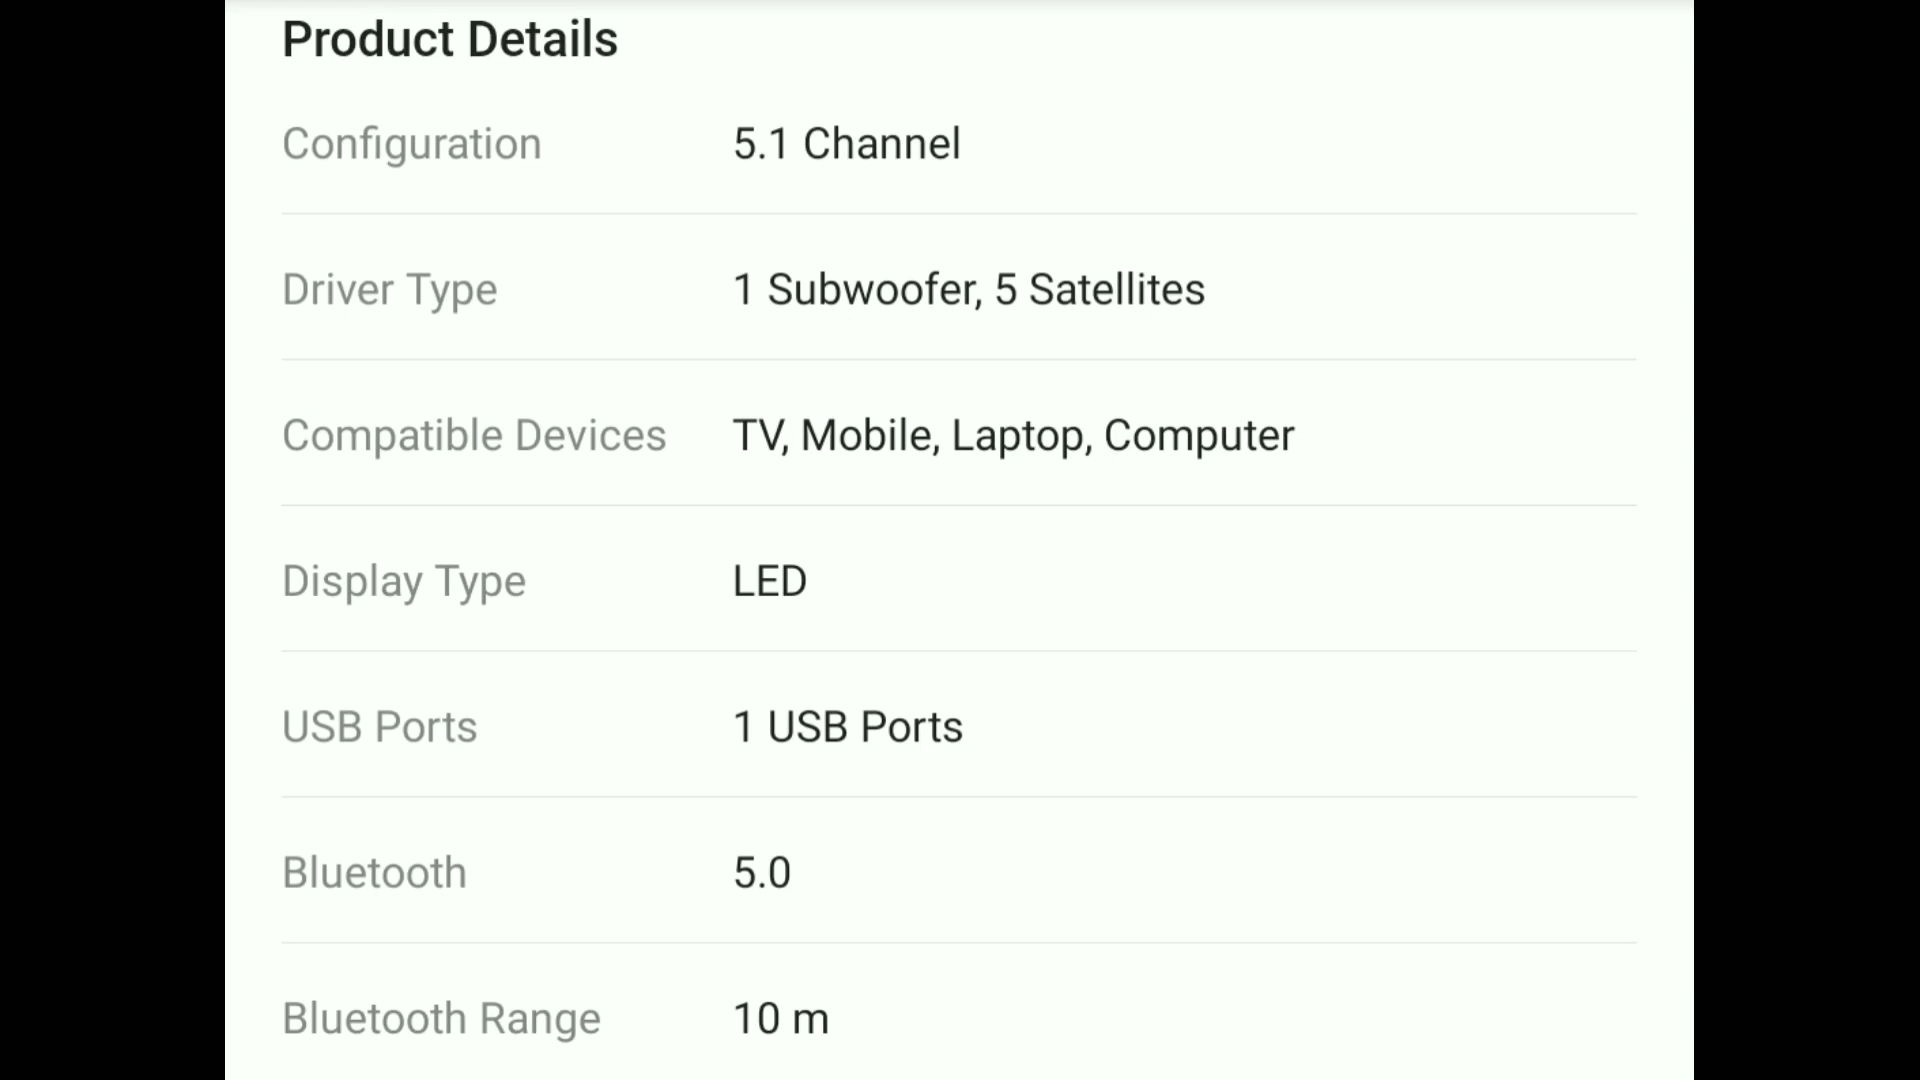 Product Details
Configuration 5.1 Channel
Driver Type 1 Subwoofer, 5 Satellites
Compatible Devices TV, Mobile, Laptop, Computer
Display Type LED
USB Ports 1 USB Ports
Bluetooth 5.0
Bluetooth Range 10 m